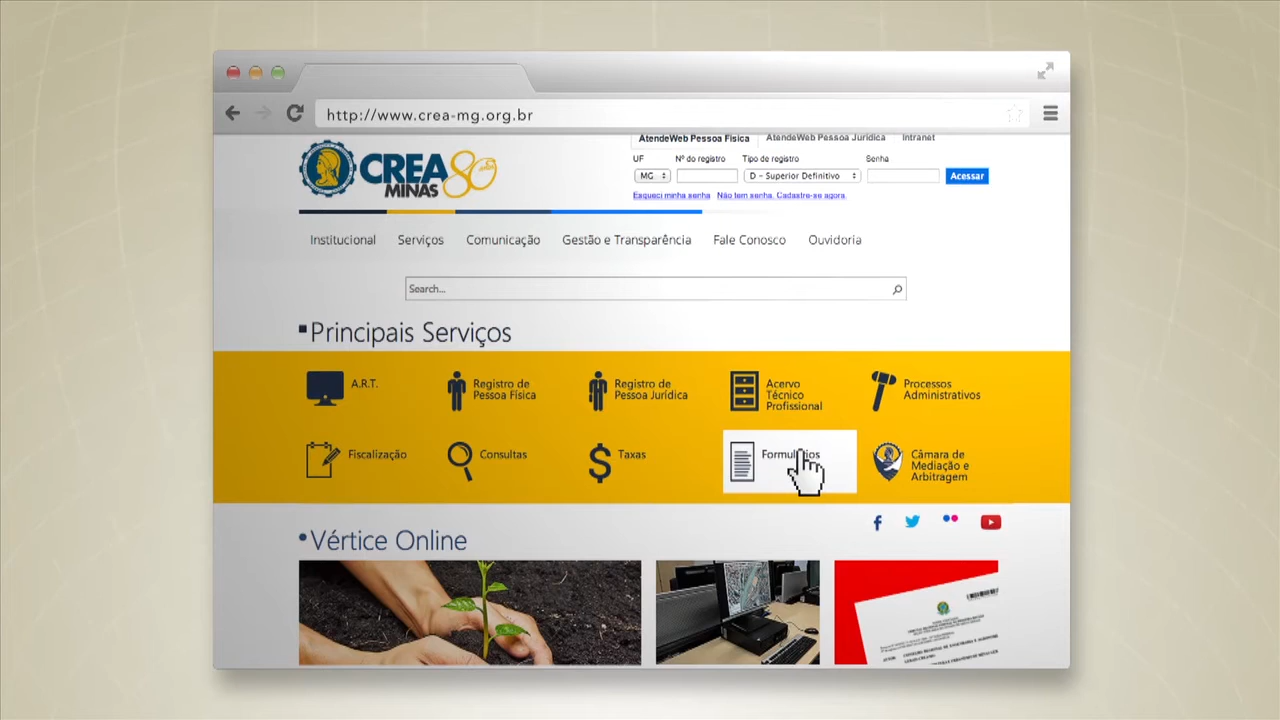 http://www.crea-mg.org.br
AtendeWeb Pessoa Física
AtendeWeb Pessoa Jurídica
Intranet
CREA 80
MINAS
UF
Nº do registro
Tipo de registro
Senha
MG
D - Superior Definitivo
Acessar
Esqueci minha senha
Não tem senha. Cadastre-se agora.
Institucional
Serviços
Comunicação
Gestão e Transparência
Fale Conosco
Ouvidoria
Search...
Principais Serviços
A.R.T.
Registro de
Pessoa Física
Registro de
Pessoa Jurídica
Acervo
Técnico
Profissional
Processos
Administrativos
Fiscalização
Consultas
Taxas
Câmara de
Mediação e
Arbitragem
Vértice Online